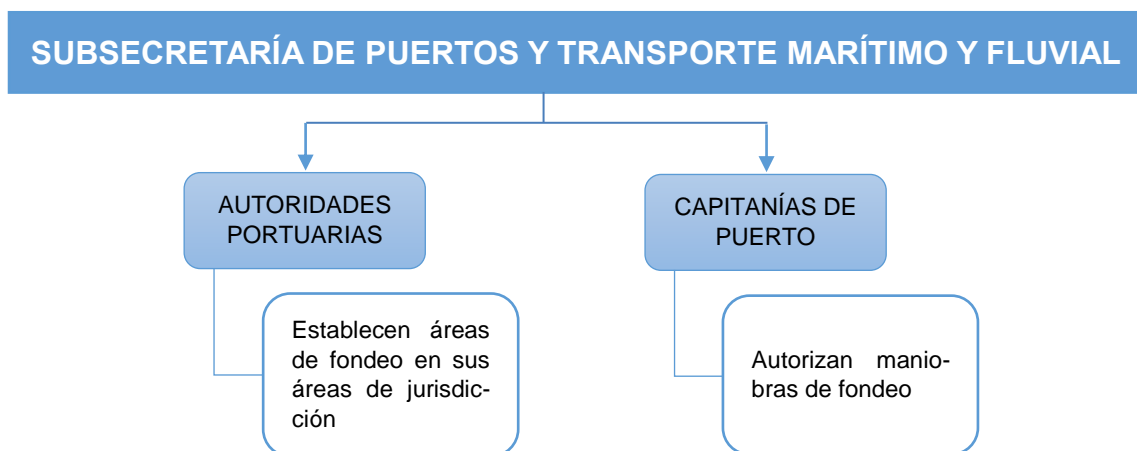 SUBSECRETARÍA DE PUERTOS Y TRANSPORTE MARÍTIMO Y FLUVIAL
AUTORIDADES
PORTUARIAS
CAPITANÍAS DE
PUERTO
Establecen áreas
de fondeo en sus
áreas de jurisdic-
ción
Autorizan manio-
bras de fondeo